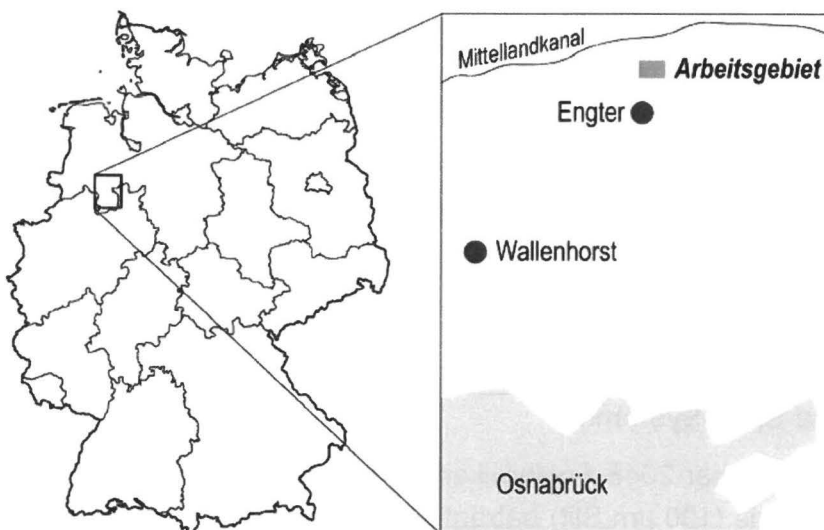 Mittellandkanal
Arbeitsgebiet
Engter
Wallenhorst
Osnabrück